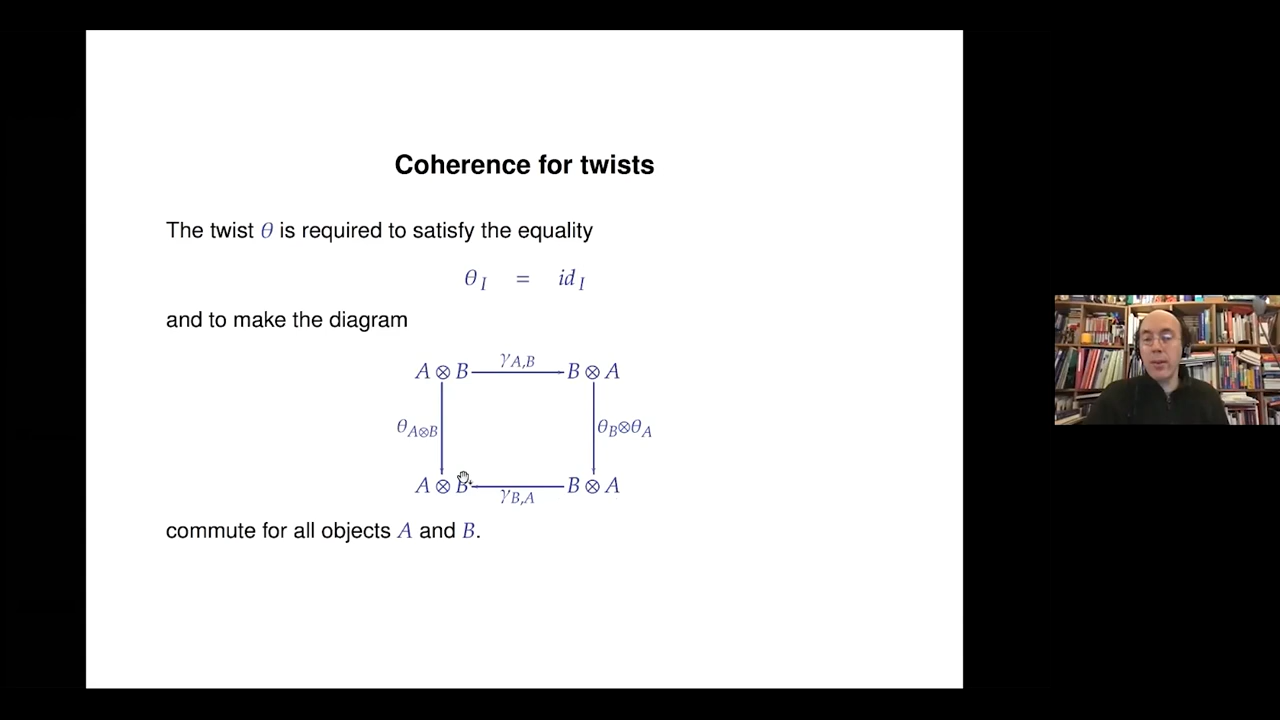 Coherence for twists
The twist θ is required to satisfy the equality
θ_I = id_I
and to make the diagram
γ_{A,B}
A ⊗ B B ⊗ A
θ_{A⊗B} θ_B⊗θ_A
A ⊗ B B ⊗ A
γ_{B,A}
commute for all objects A and B.